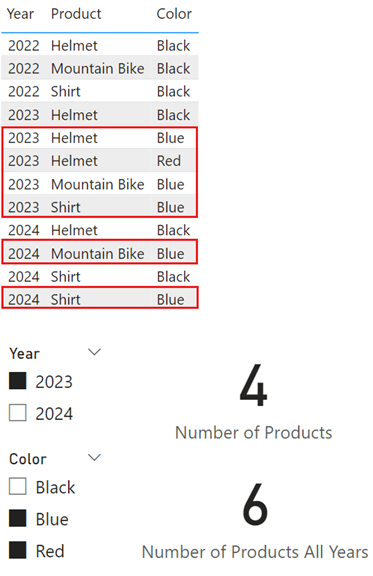 Year Product Color
2022 Helmet Black
2022 Mountain Bike Black
2022 Shirt Black
2023 Helmet Black
2023 Helmet Blue
2023 Helmet Red
2023 Mountain Bike Blue
2023 Shirt Blue
2024 Helmet Black
2024 Mountain Bike Blue
2024 Shirt Black
2024 Shirt Blue
Year
2023
2024
Color
Black
Blue
Red
4
Number of Products
6
Number of Products All Years